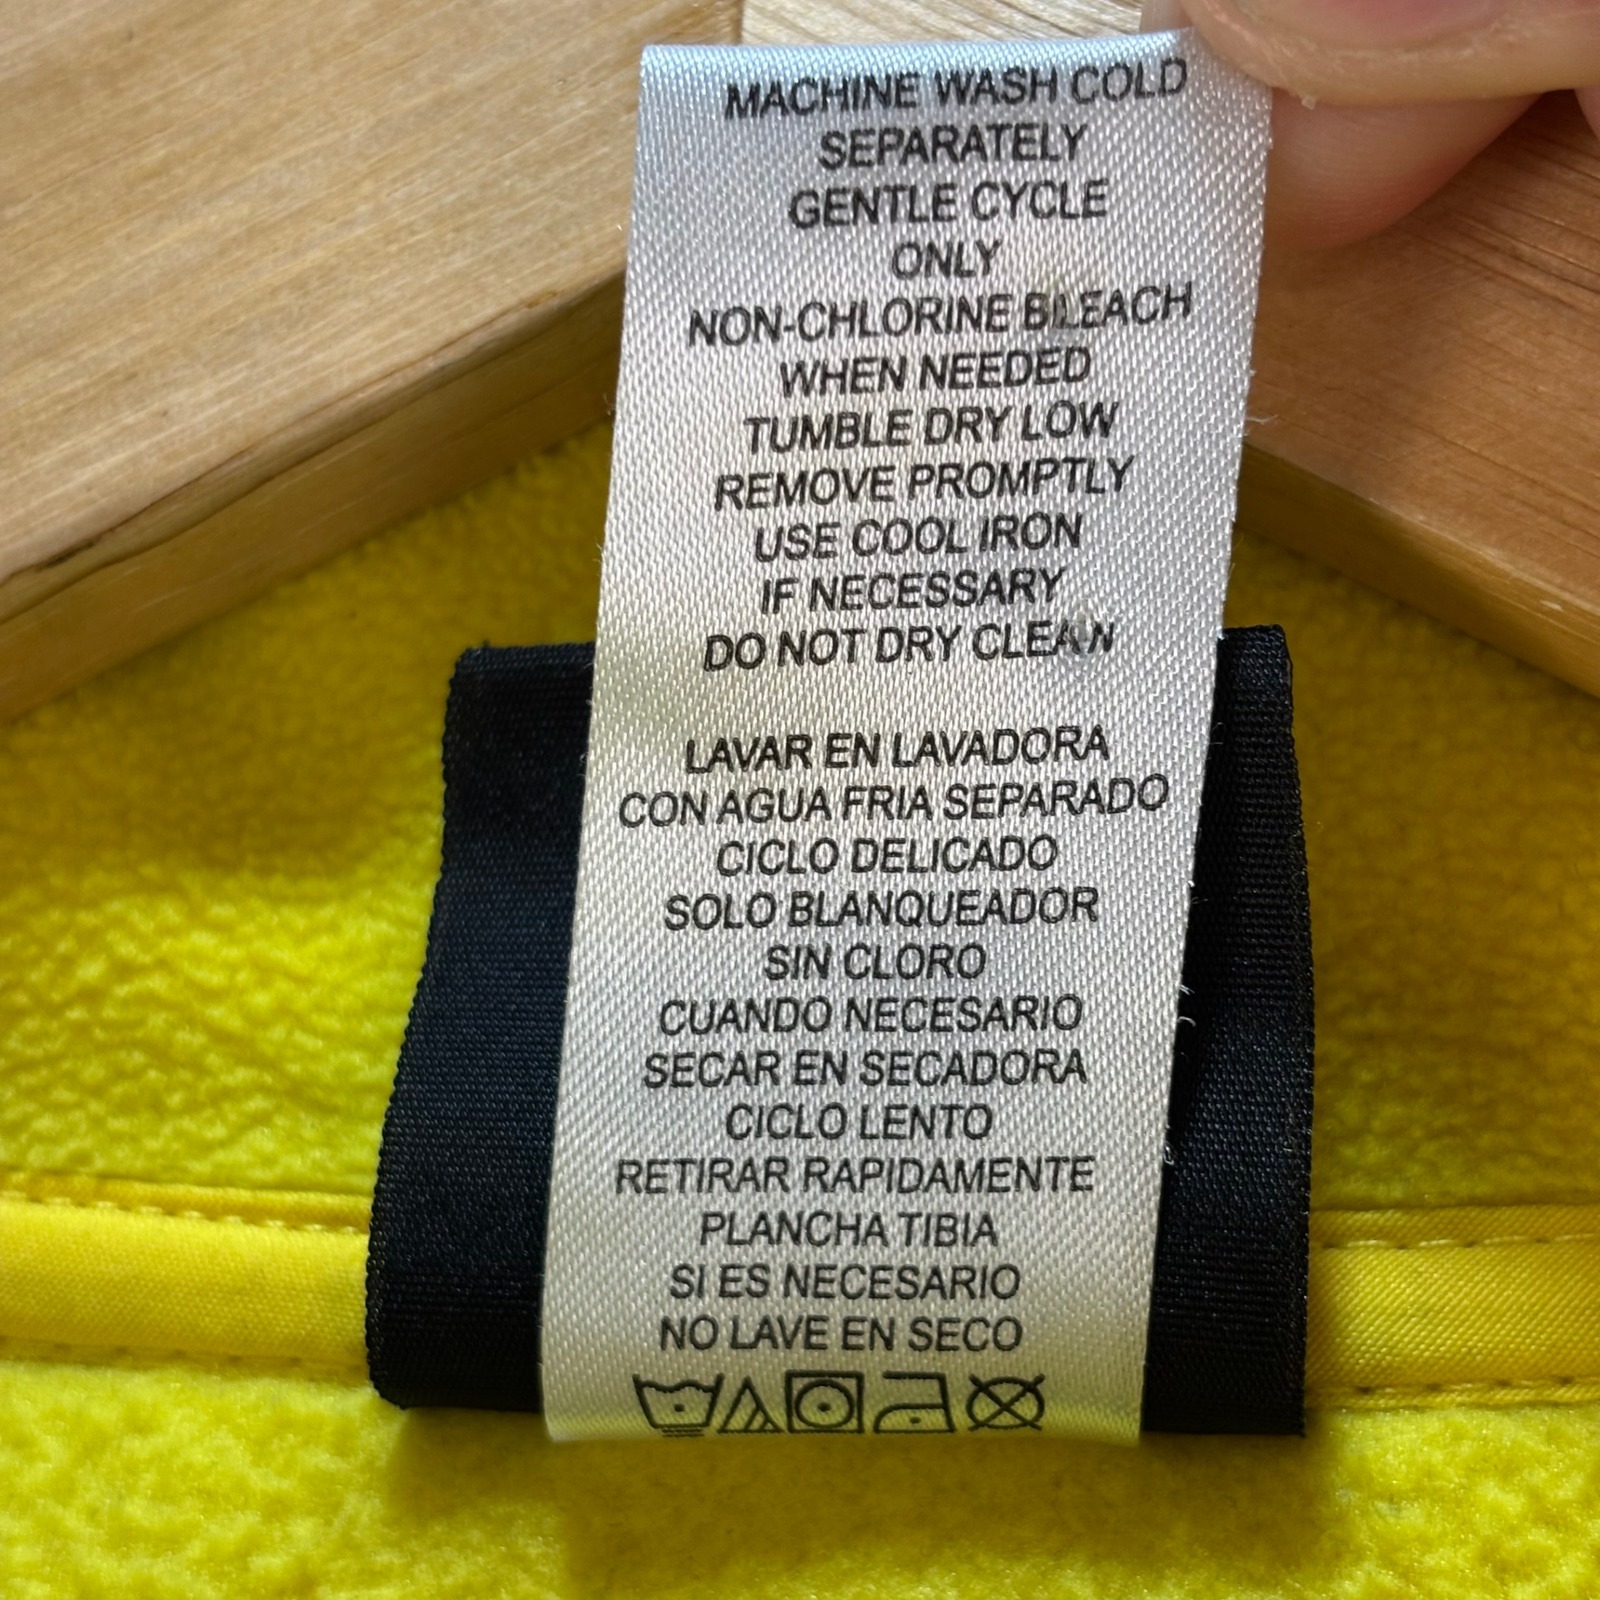 MACHINE WASH COLD
SEPARATELY
GENTLE CYCLE
ONLY
NON-CHLORINE BLEACH
WHEN NEEDED
TUMBLE DRY LOW
REMOVE PROMPTLY
USE COOL IRON
IF NECESSARY
DO NOT DRY CLEAN
LAVAR EN LAVADORA
CON AGUA FRIA SEPARADO
CICLO DELICADO
SOLO BLANQUEADOR
SIN CLORO
CUANDO NECESARIO
SECAR EN SECADORA
CICLO LENTO
RETIRAR RAPIDAMENTE
PLANCHA TIBIA
SI ES NECESARIO
NO LAVE EN SECO